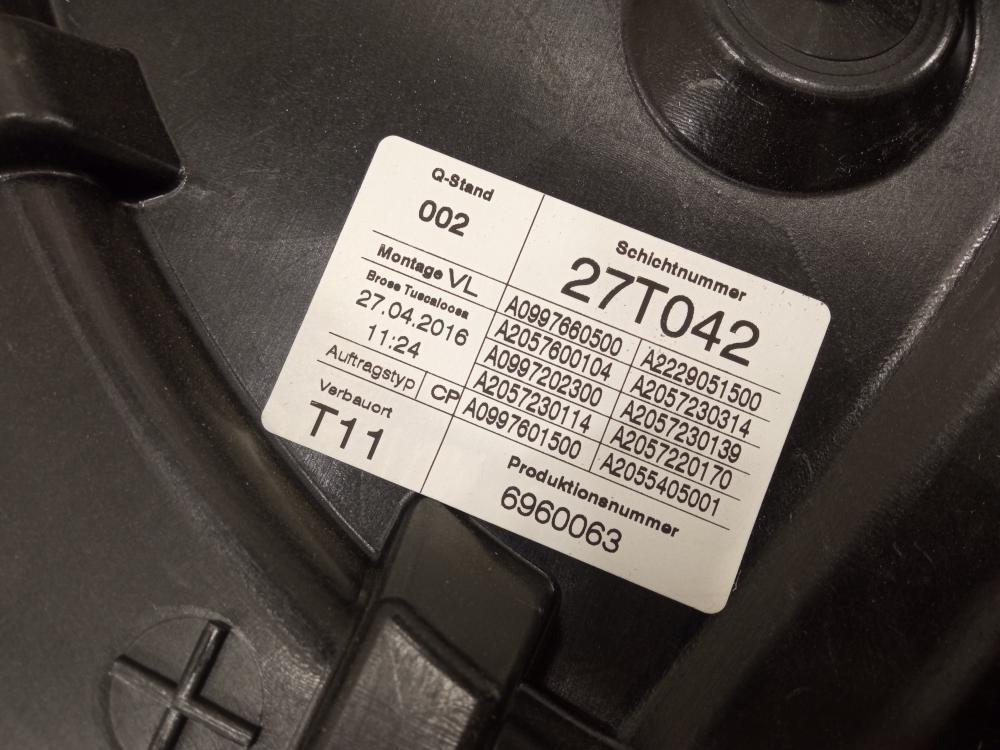 Q-Stand
002
Schichtnummer
27T042
Montage VL
Brose Tuscaloosa
27.04.2016
11:24
Auftragstyp CP
Verbauort
T11
A0997660500 A2229051500
A2057600104 A2057230314
A0997202300 A2057230139
A2057230114 A2057220170
A0997601500 A2055405001
Produktionsnummer
6960063